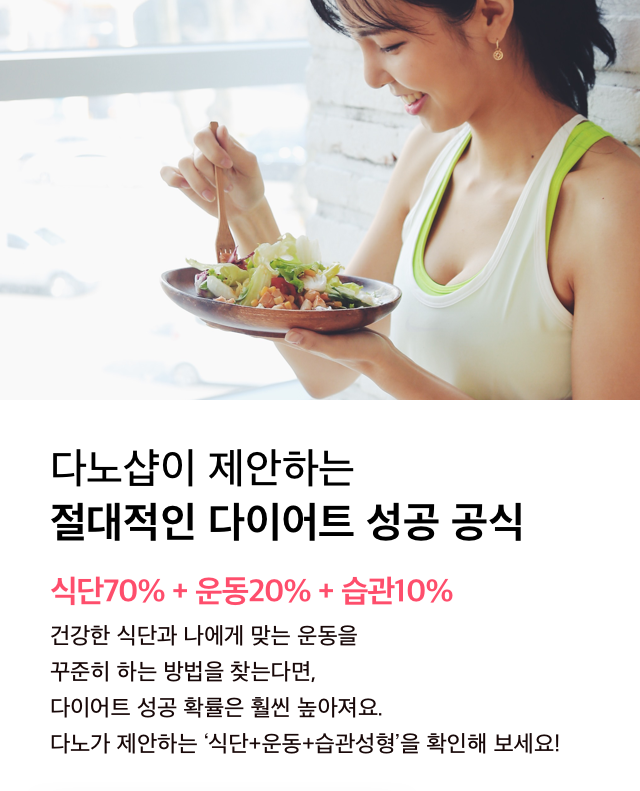 다노샵이 제안하는
절대적인 다이어트 성공 공식
식단70% + 운동20% + 습관10%
건강한 식단과 나에게 맞는 운동을
꾸준히 하는 방법을 찾는다면,
다이어트 성공 확률은 훨씬 높아져요.
다노가 제안하는 ‘식단+운동+습관성형’을 확인해 보세요!